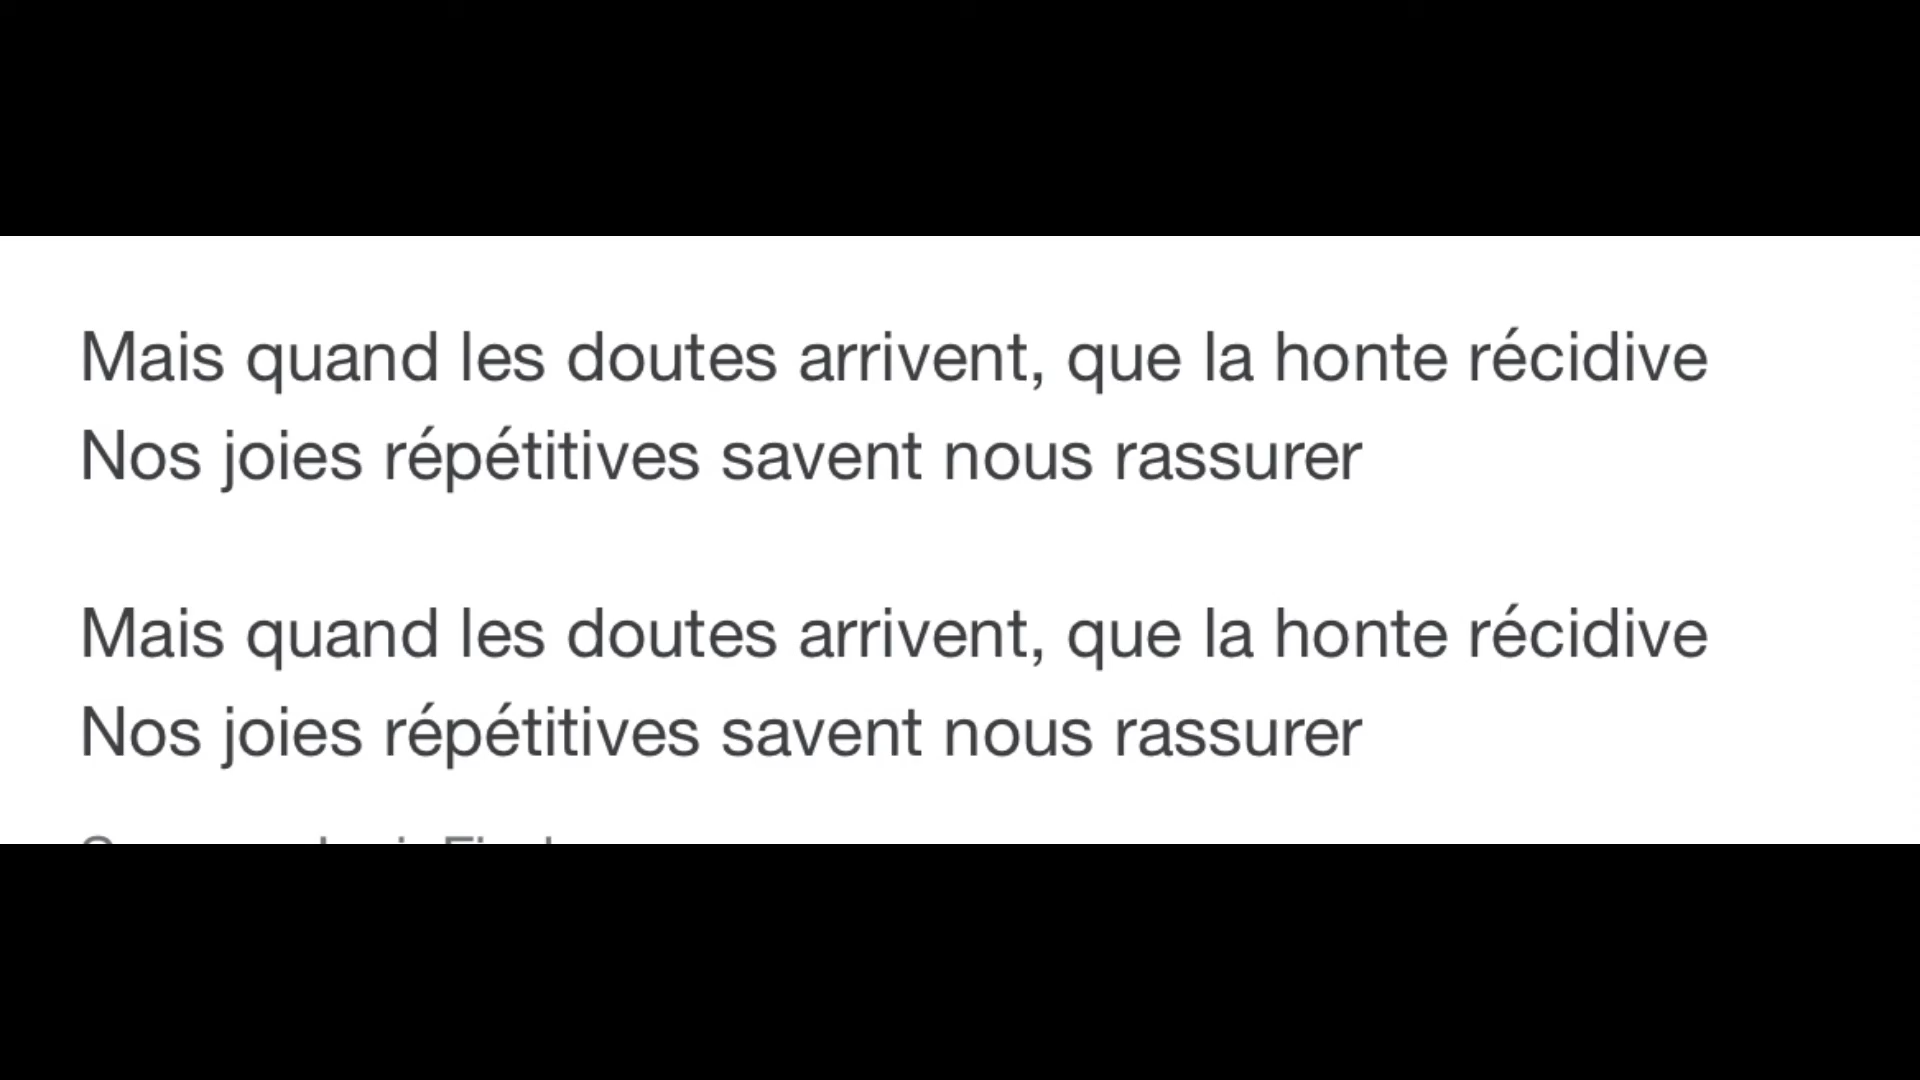 Mais quand les doutes arrivent, que la honte récidive
Nos joies répétitives savent nous rassurer
Mais quand les doutes arrivent, que la honte récidive
Nos joies répétitives savent nous rassurer